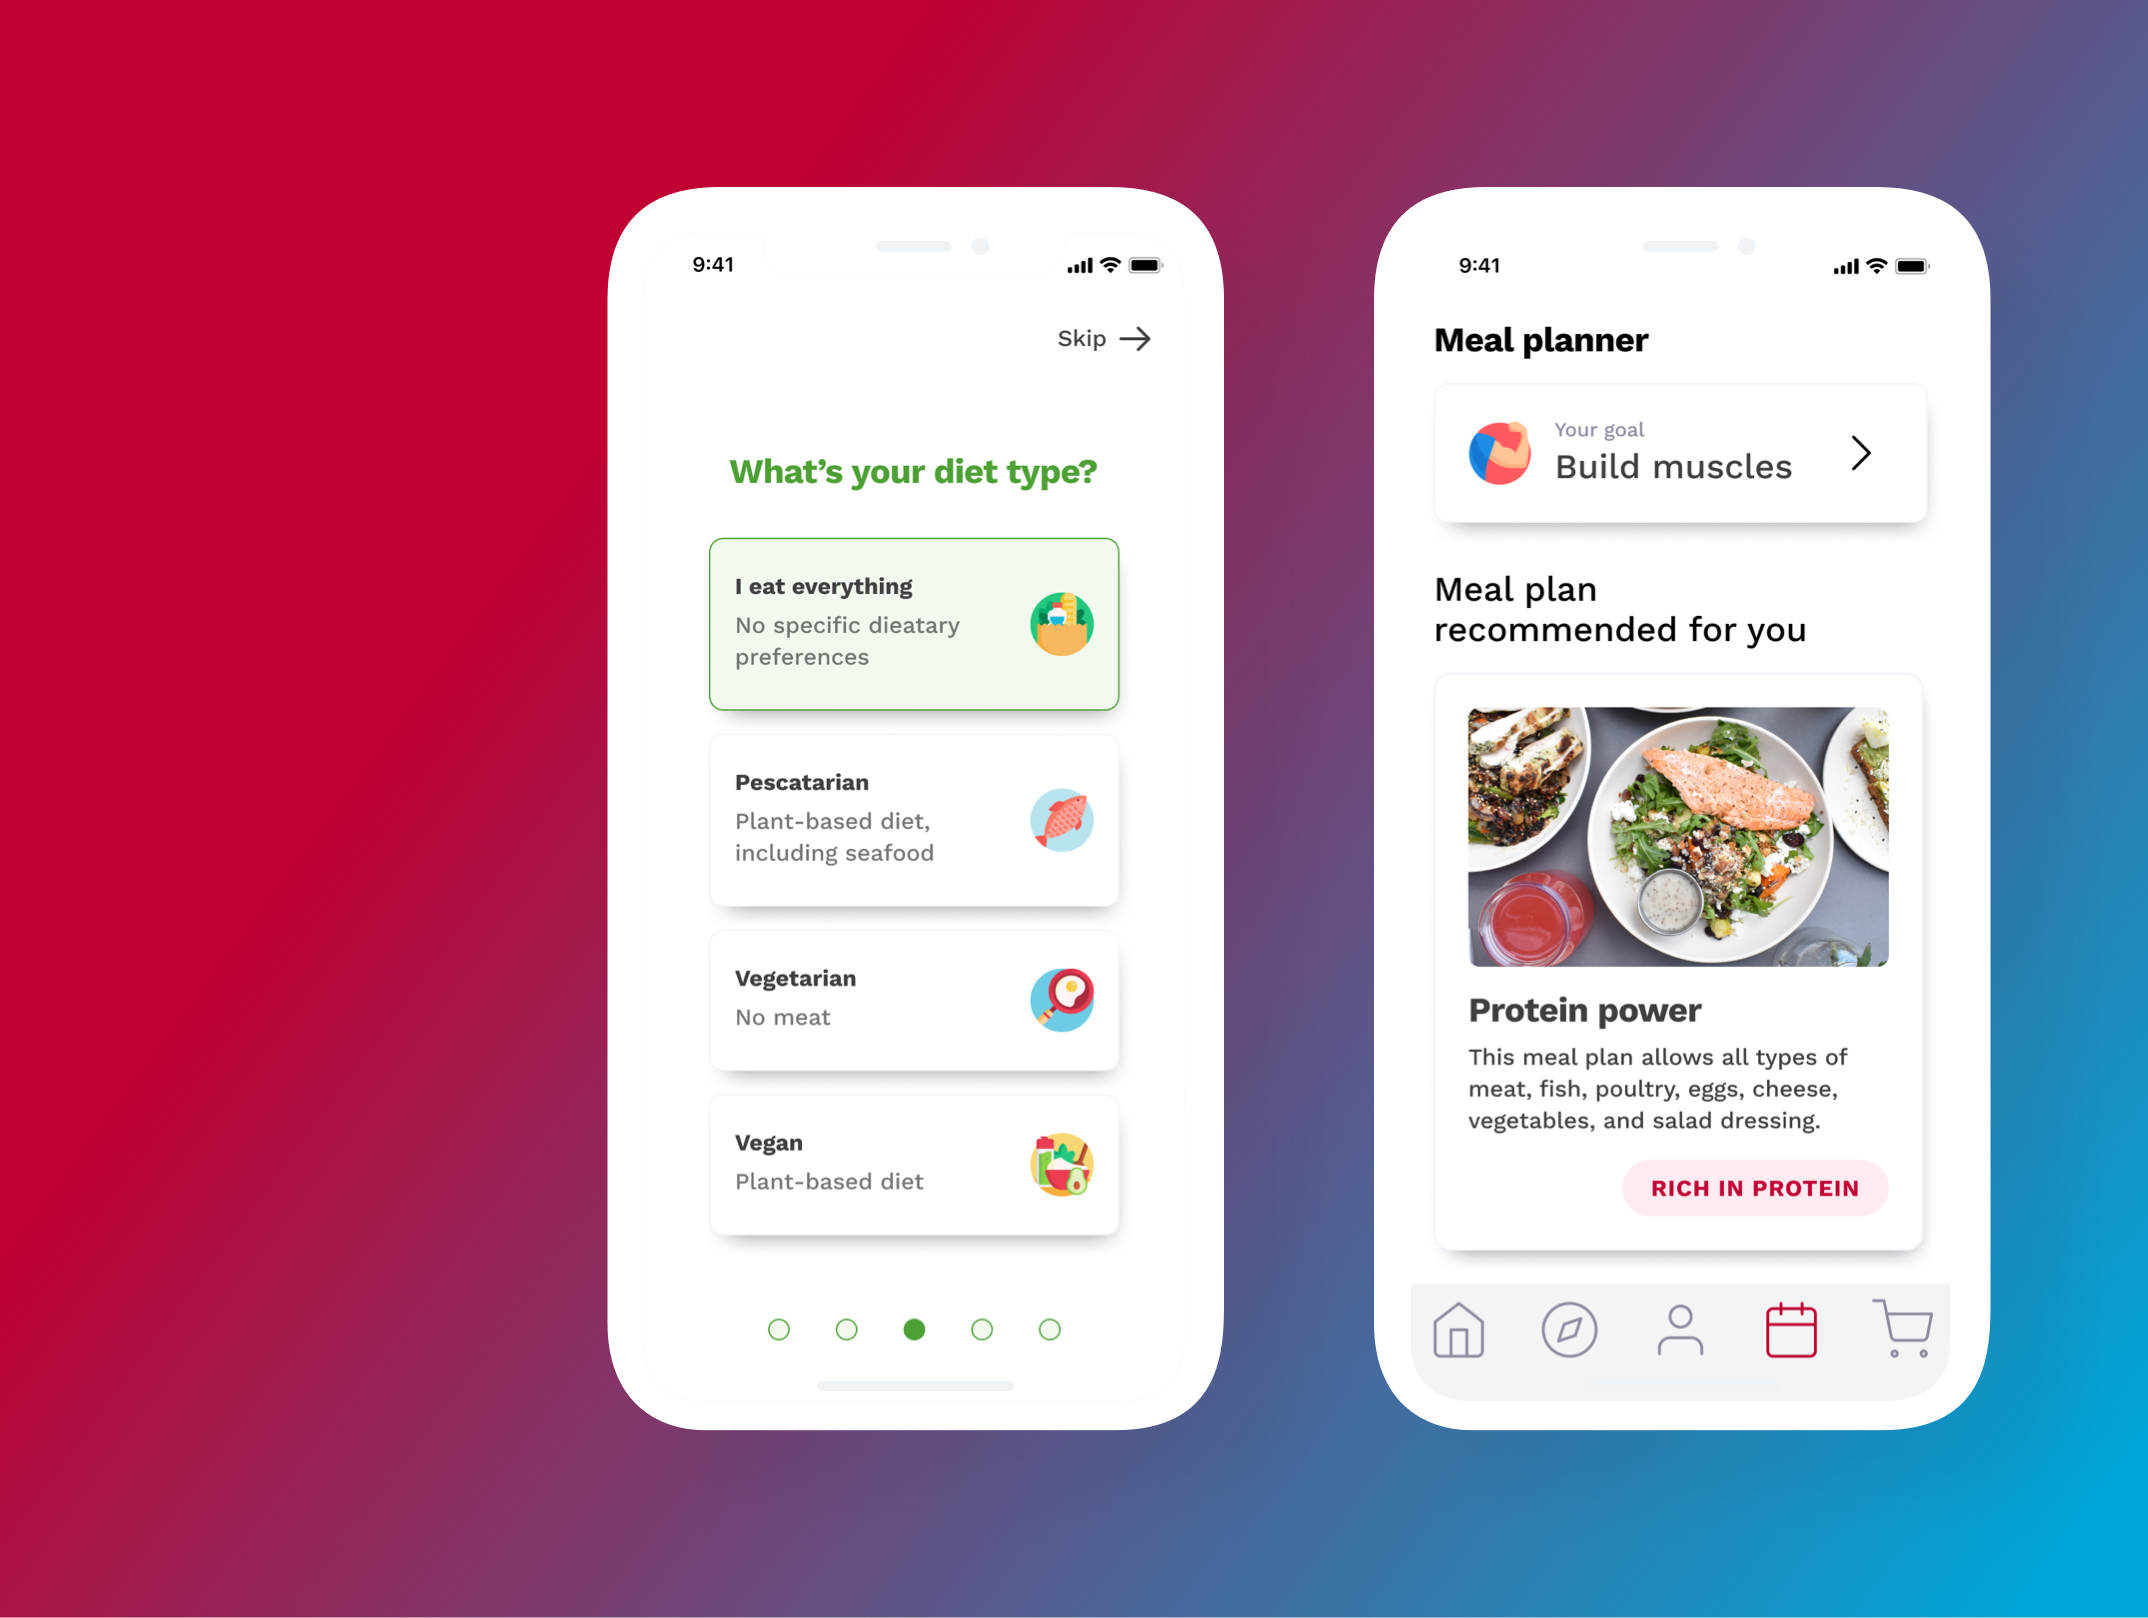 9:41
Skip
What's your diet type?
I eat everything
No specific dieatary
preferences
Pescatarian
Plant-based diet,
including seafood
Vegetarian
No meat
Vegan
Plant-based diet
9:41
Meal planner
Your goal
Build muscles
Meal plan
recommended for you
Protein power
This meal plan allows all types of
meat, fish, poultry, eggs, cheese,
vegetables, and salad dressing.
RICH IN PROTEIN